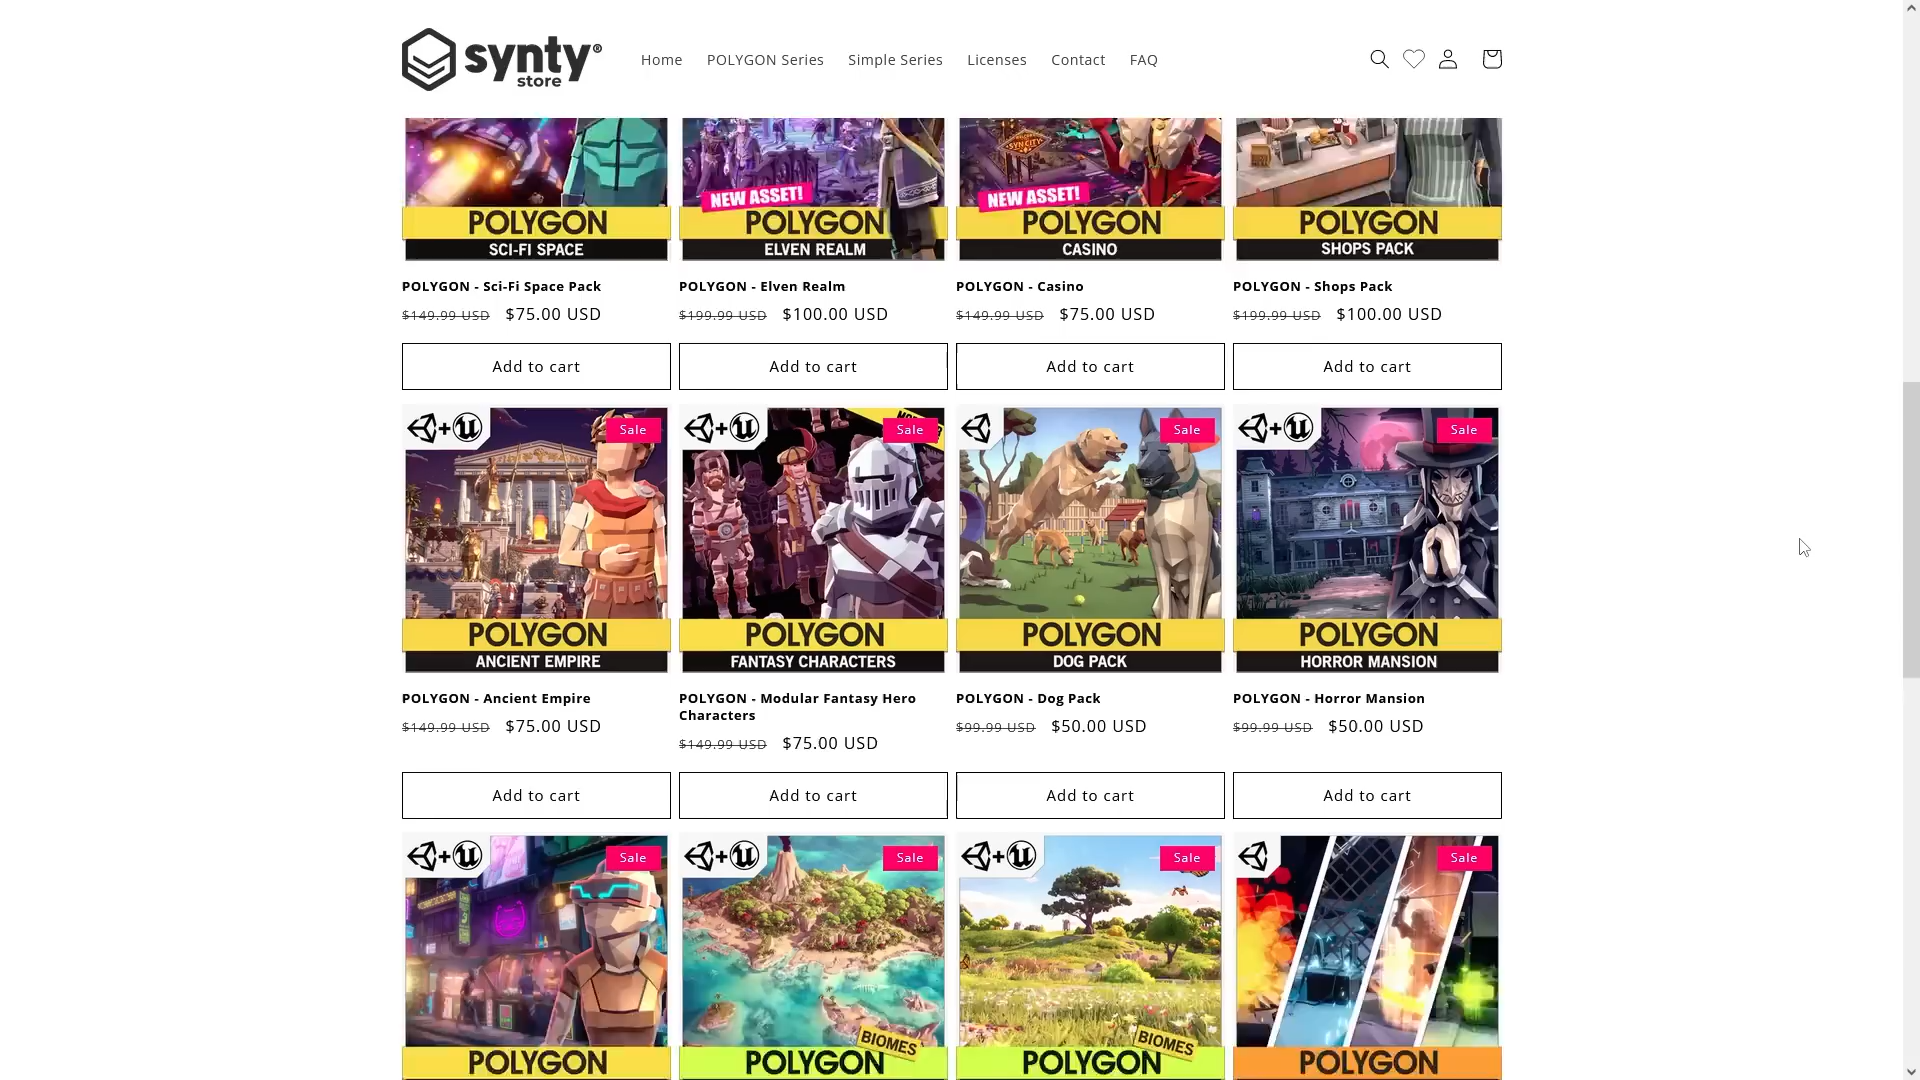 synty®
store
Home
POLYGON Series
Simple Series
Licenses
Contact
FAQ
SYN CITY
NEW ASSET!
NEW ASSET!
POLYGON
SCI-FI SPACE
POLYGON
ELVEN REALM
POLYGON
CASINO
POLYGON
SHOPS PACK
POLYGON - Sci-Fi Space Pack
$149.99 USD $75.00 USD
Add to cart
POLYGON - Elven Realm
$199.99 USD $100.00 USD
Add to cart
POLYGON - Casino
$149.99 USD $75.00 USD
Add to cart
POLYGON - Shops Pack
$199.99 USD $100.00 USD
Add to cart
Sale
POLYGON
ANCIENT EMPIRE
POLYGON - Ancient Empire
$149.99 USD $75.00 USD
Add to cart
Sale
POLYGON
FANTASY CHARACTERS
POLYGON - Modular Fantasy Hero
Characters
$149.99 USD $75.00 USD
Add to cart
Sale
POLYGON
DOG PACK
POLYGON - Dog Pack
$99.99 USD $50.00 USD
Add to cart
Sale
POLYGON
HORROR MANSION
POLYGON - Horror Mansion
$99.99 USD $50.00 USD
Add to cart
Sale
POLYGON
Sale
BIOMES
POLYGON
Sale
BIOMES
POLYGON
Sale
POLYGON